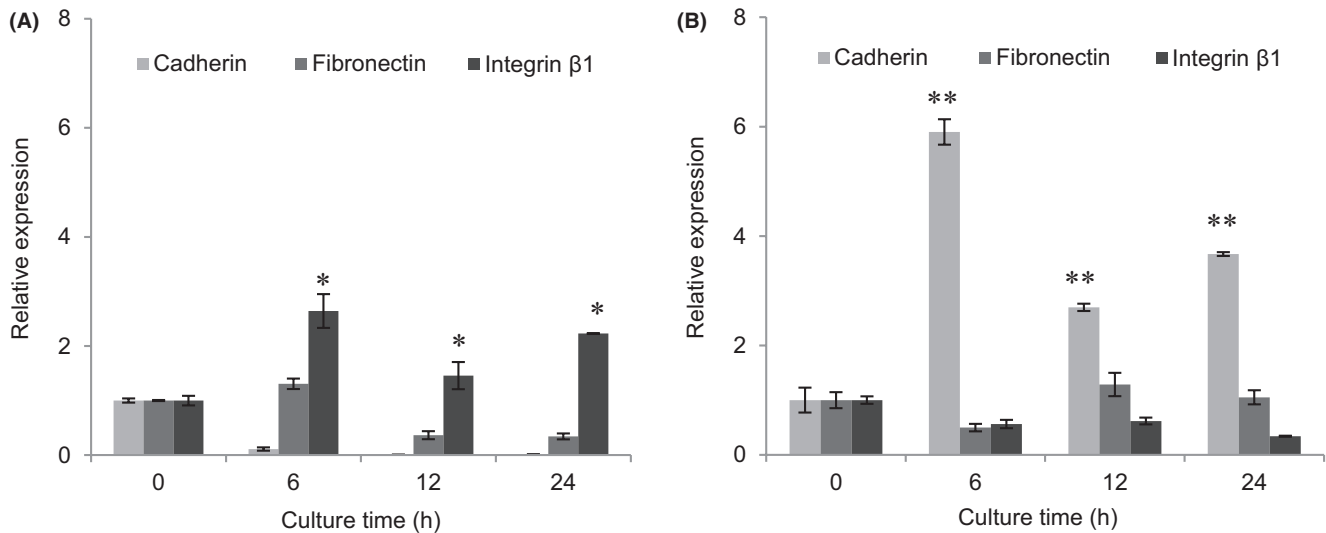 (A)
8
6
4
2
0
Relative expression
Cadherin Fibronectin Integrin β1
*
*
*
0 6 12 24
Culture time (h)
(B)
8
6
4
2
0
Relative expression
Cadherin Fibronectin Integrin β1
**
**
**
0 6 12 24
Culture time (h)